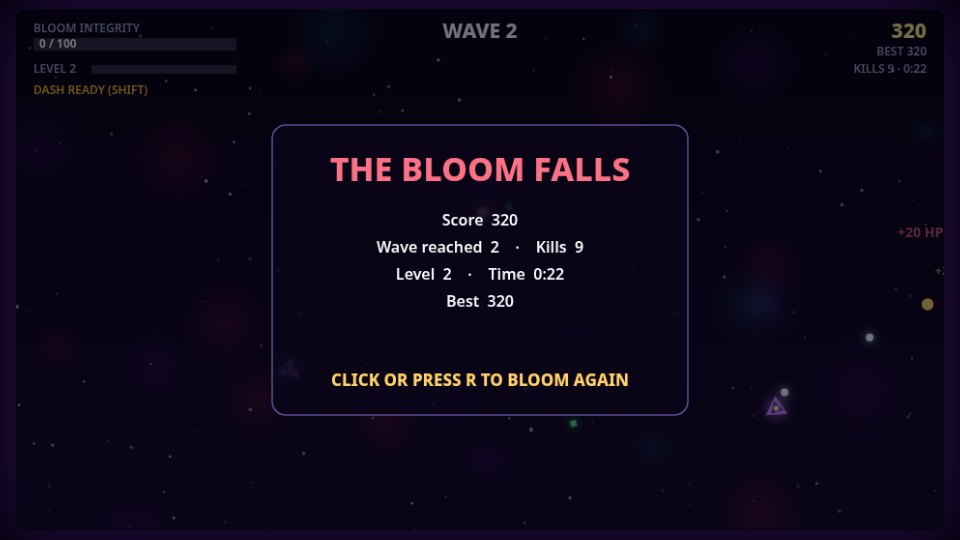 BLOOM INTEGRITY
0 / 100
LEVEL 2
DASH READY (SHIFT)
WAVE 2
320
BEST 320
KILLS 9 · 0:22
THE BLOOM FALLS
Score 320
Wave reached 2 · Kills 9
Level 2 · Time 0:22
Best 320
CLICK OR PRESS R TO BLOOM AGAIN
+20 HP